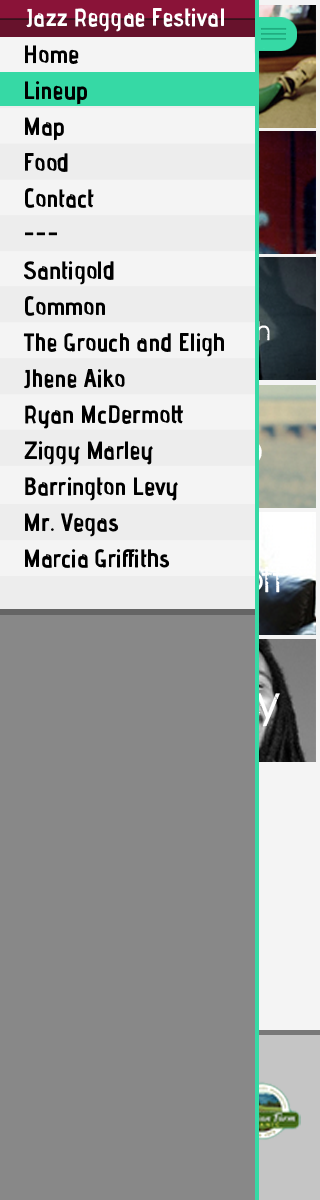 Jazz Reggae Festival
Home
Lineup
Map
Food
Contact
---
Santigold
Common
The Grouch and Eligh
Jhene Aiko
Ryan McDermott
Ziggy Marley
Barrington Levy
Mr. Vegas
Marcia Griffiths